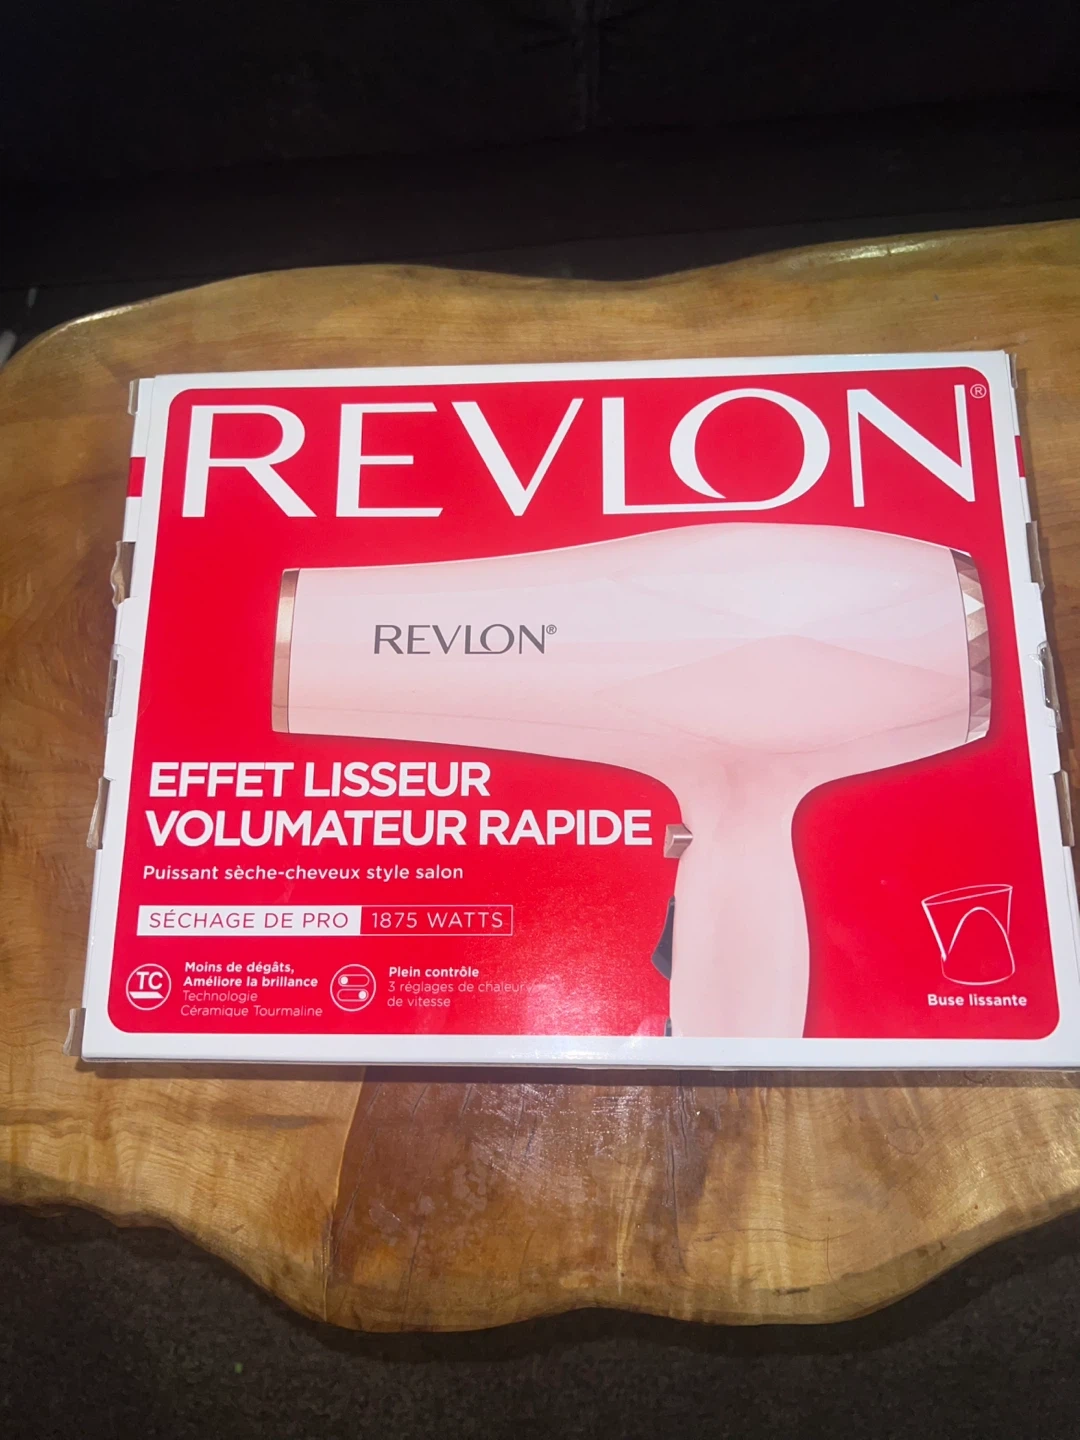 REVLON®
REVLON®
EFFET LISSEUR
VOLUMATEUR RAPIDE
Puissant sèche-cheveux style salon
SÉCHAGE DE PRO 1875 WATTS
TC
Moins de dégâts,
Améliore la brillance
Technologie
Céramique Tourmaline
Plein contrôle
3 réglages de chaleur
de vitesse
Buse lissante